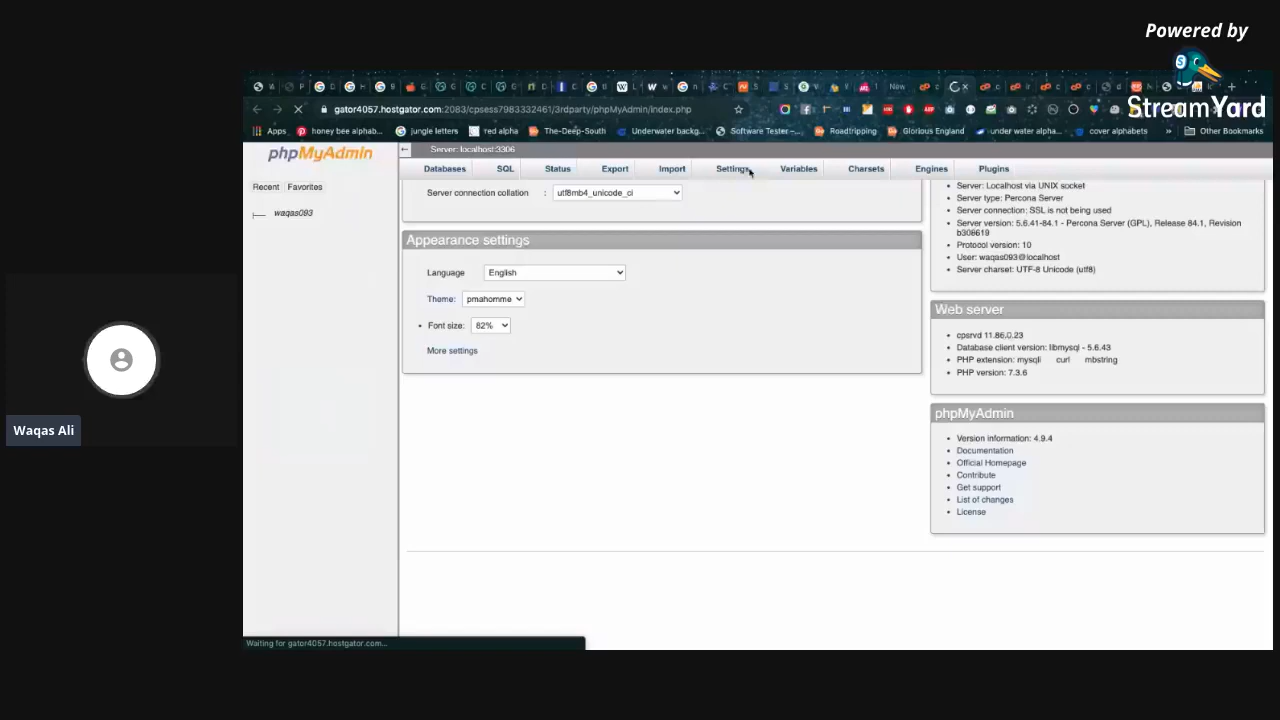 Powered by
StreamYard
New
gator4057.hostgator.com:2083/cpsess7983332461/3rdparty/phpMyAdmin/index.php
Apps
honey bee alphab...
jungle letters
red alpha
The-Deep-South
Underwater backg...
Software Tester –...
Roadtripping
Glorious England
under water alpha...
cover alphabets
»
Other Bookmarks
phpMyAdmin
Server: localhost:3306
Databases
SQL
Status
Export
Import
Settings
Variables
Charsets
Engines
Plugins
Recent
Favorites
waqas093
Server connection collation :
utf8mb4_unicode_ci
Appearance settings
Language
English
Theme:
pmahomme
Font size:
82%
More settings
Server: Localhost via UNIX socket
Server type: Percona Server
Server connection: SSL is not being used
Server version: 5.6.41-84.1 - Percona Server (GPL), Release 84.1, Revision
b308619
Protocol version: 10
User: waqas093@localhost
Server charset: UTF-8 Unicode (utf8)
Web server
cpsrvd 11.86.0.23
Database client version: libmysql - 5.6.43
PHP extension: mysqli curl mbstring
PHP version: 7.3.6
phpMyAdmin
Version information: 4.9.4
Documentation
Official Homepage
Contribute
Get support
List of changes
License
Waqas Ali
Waiting for gator4057.hostgator.com...